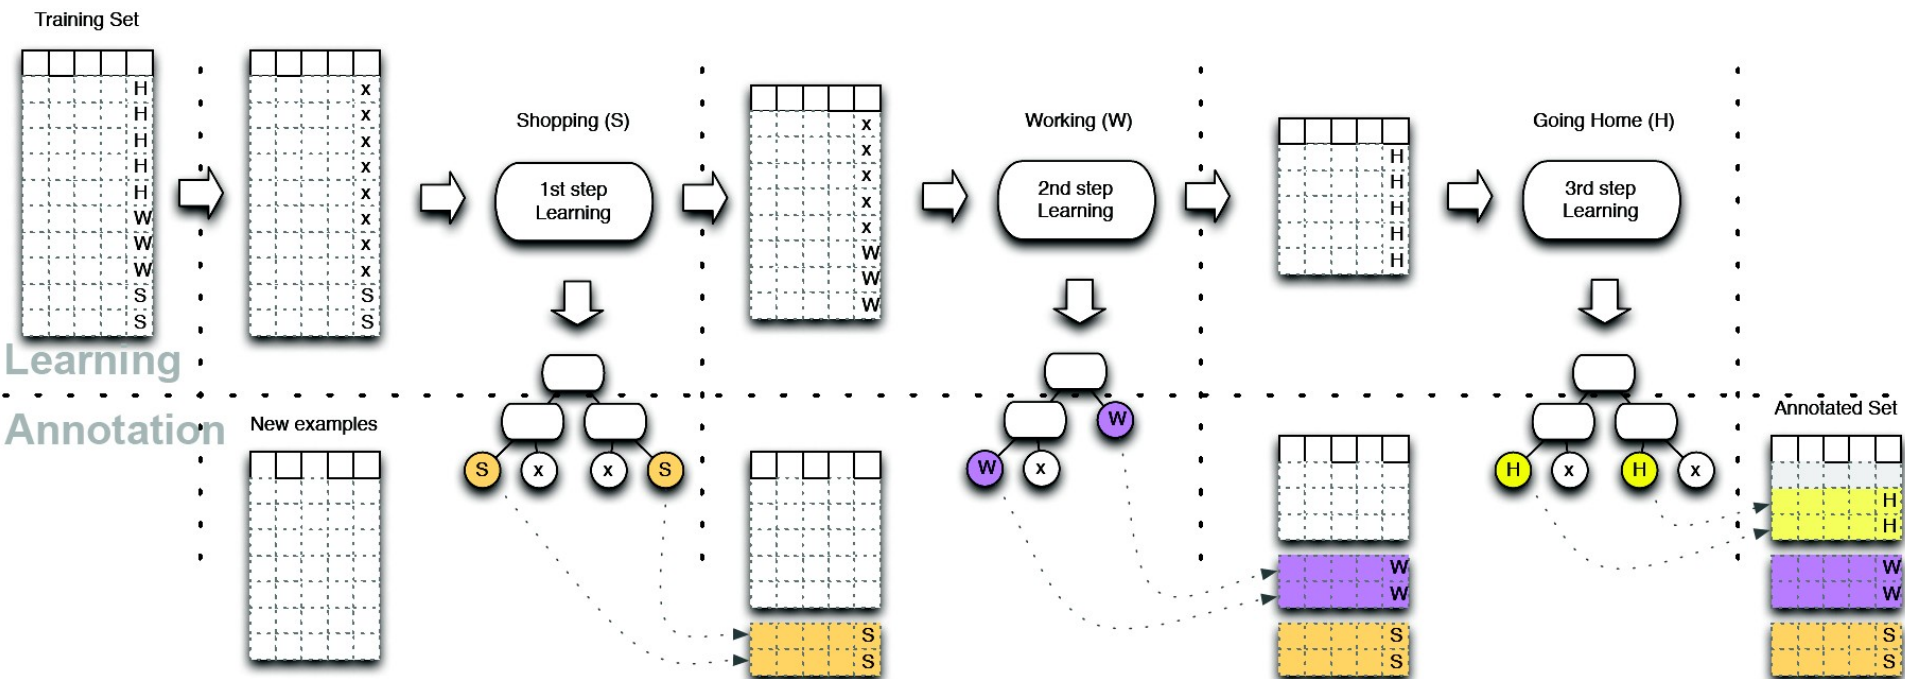 Training Set
H
H
H
H
H
W
W
W
S
S
x
x
x
x
x
x
x
x
S
S
Shopping (S)
1st step
Learning
x
x
x
x
x
W
W
W
Working (W)
2nd step
Learning
H
H
H
H
H
Going Home (H)
3rd step
Learning
Learning
Annotation
New examples
S
x
x
S
S
S
W
x
W
W
W
S
S
H
x
H
x
Annotated Set
H
H
W
W
S
S